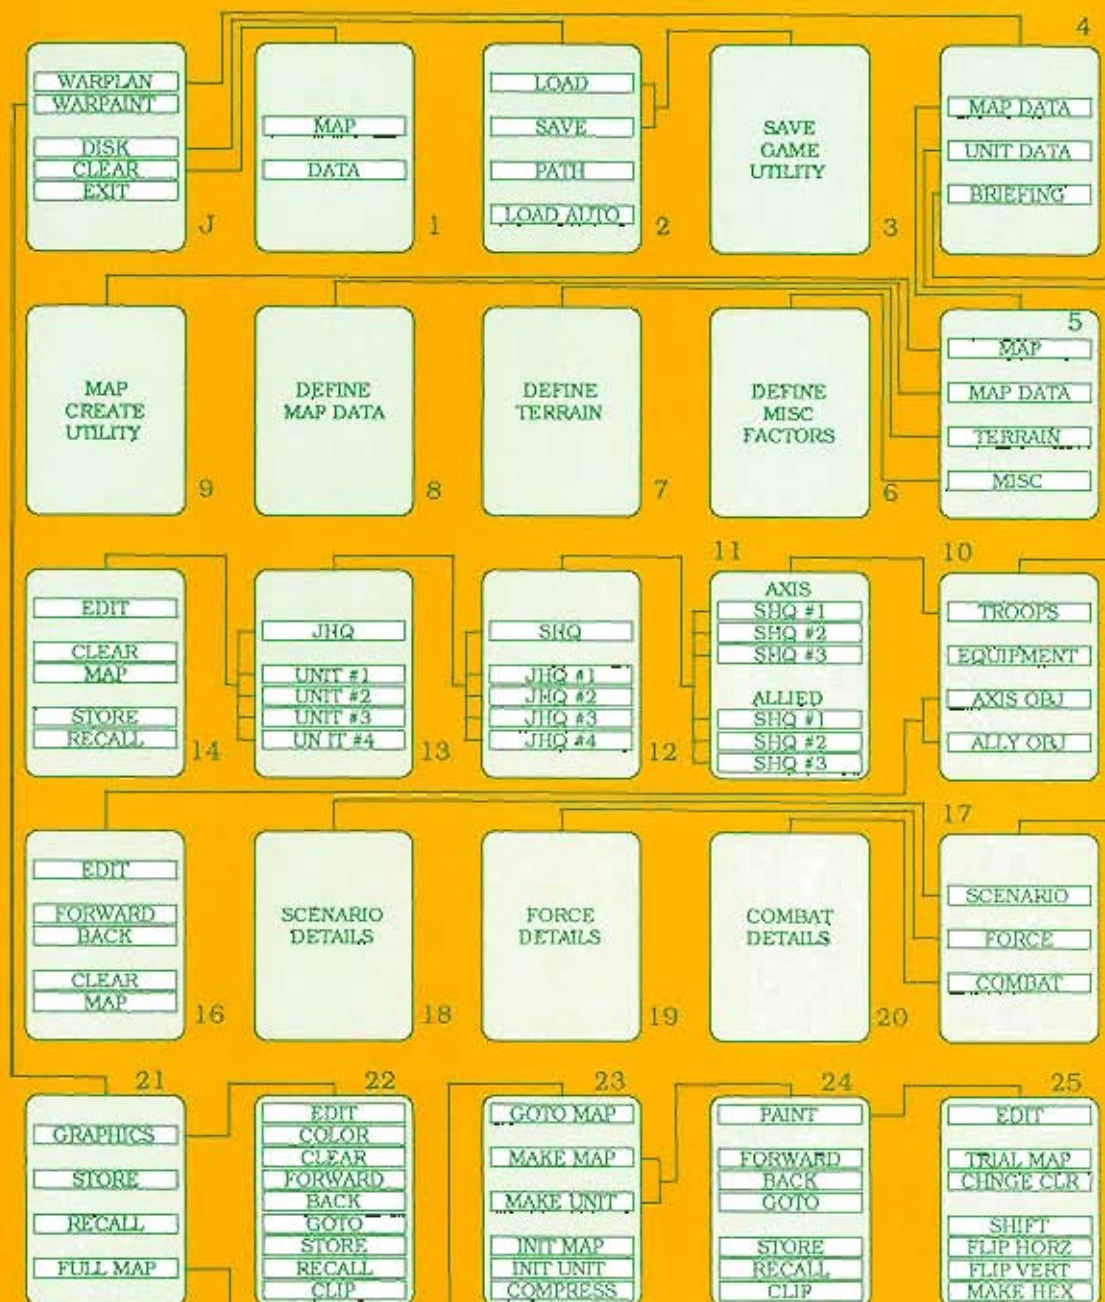 4
WARPLAN
WARPAINT
DISK
CLEAR
EXIT
J
MAP
DATA
1
LOAD
SAVE
PATH
LOAD AUTO
2
SAVE
GAME
UTILITY
3
MAP DATA
UNIT DATA
BRIEFING
MAP
CREATE
UTILITY
9
DEFINE
MAP DATA
8
DEFINE
TERRAIN
7
DEFINE
MISC
FACTORS
6
5
MAP
MAP DATA
TERRAIN
MISC
EDIT
CLEAR
MAP
STORE
RECALL
14
JHQ
UNIT #1
UNIT #2
UNIT #3
UN IT #4
13
SHQ
JHQ #1
JHQ #2
JHQ #3
JHQ #4
12
11
AXIS
SHQ #1
SHQ #2
SHQ #3
ALLIED
SHQ #1
SHQ #2
SHQ #3
10
TROOPS
EQUIPMENT
AXIS OBJ
ALLY OBJ
EDIT
FORWARD
BACK
CLEAR
MAP
16
SCENARIO
DETAILS
18
FORCE
DETAILS
19
COMBAT
DETAILS
20
17
SCENARIO
FORCE
COMBAT
21
GRAPHICS
STORE
RECALL
FULL MAP
22
EDIT
COLOR
CLEAR
FORWARD
BACK
GOTO
STORE
RECALL
CLIP
23
GOTO MAP
MAKE MAP
MAKE UNIT
INIT MAP
INIT UNIT
COMPRESS
24
PAINT
FORWARD
BACK
GOTO
STORE
RECALL
CLIP
25
EDIT
TRIAL MAP
CHNGE CLR
SHIFT
FLIP HORZ
FLIP VERT
MAKE HEX